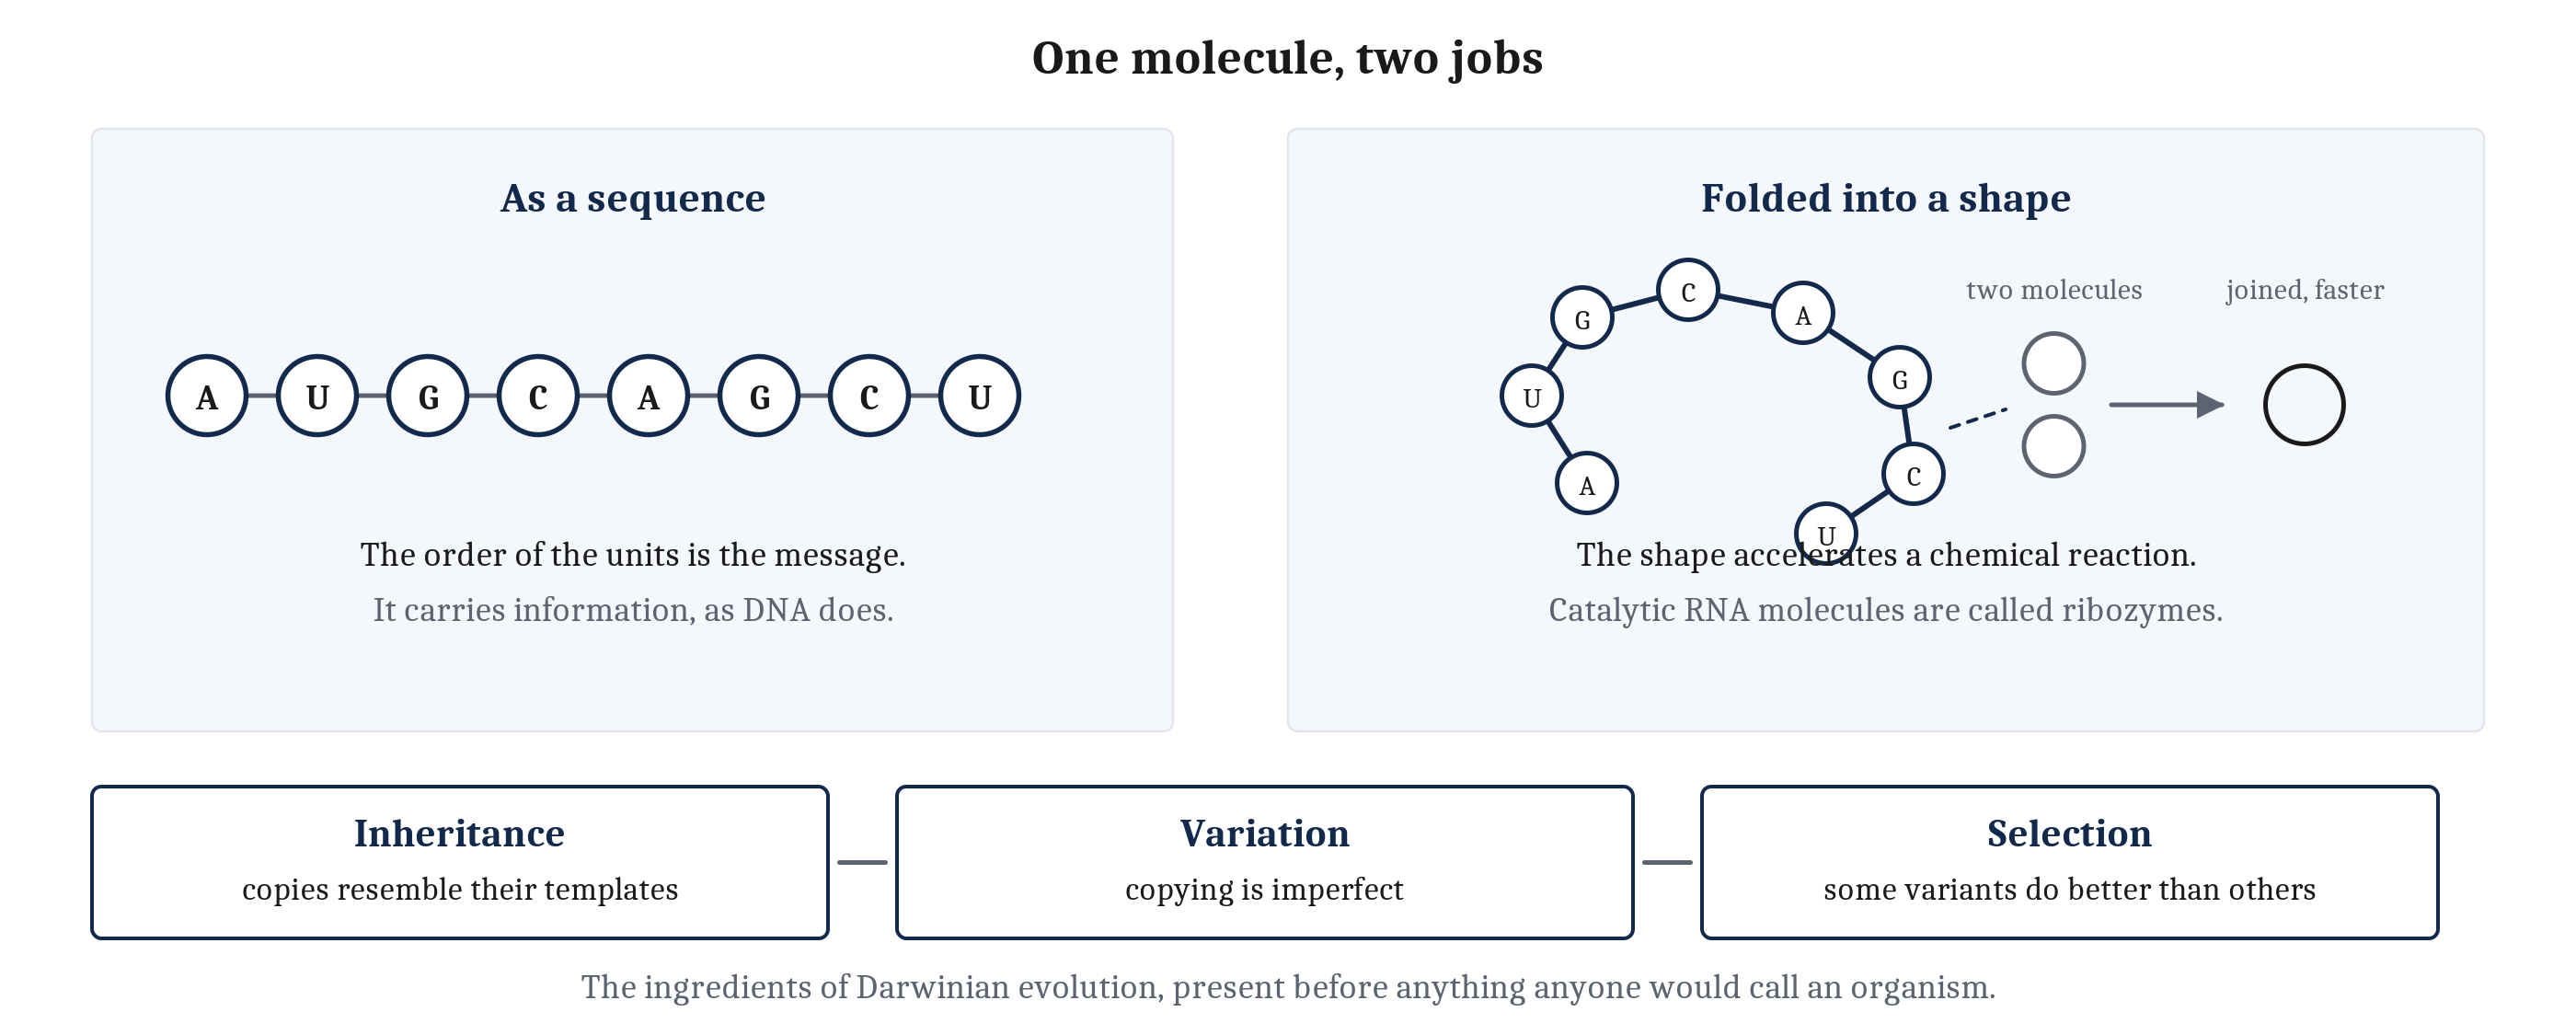 One molecule, two jobs
As a sequence
A U G C A G C U
The order of the units is the message.
It carries information, as DNA does.
Folded into a shape
two molecules
joined, faster
A
U
G
C
A
G
C
U
The shape accelerates a chemical reaction.
Catalytic RNA molecules are called ribozymes.
Inheritance
copies resemble their templates
Variation
copying is imperfect
Selection
some variants do better than others
The ingredients of Darwinian evolution, present before anything anyone would call an organism.